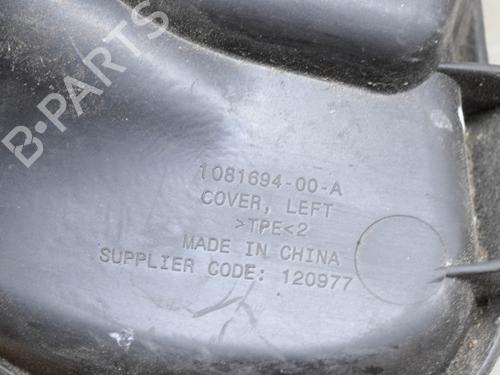 B-PARTS
1081694-00-A
COVER, LEFT
>TPE<2
MADE IN CHINA
SUPPLIER CODE: 120977